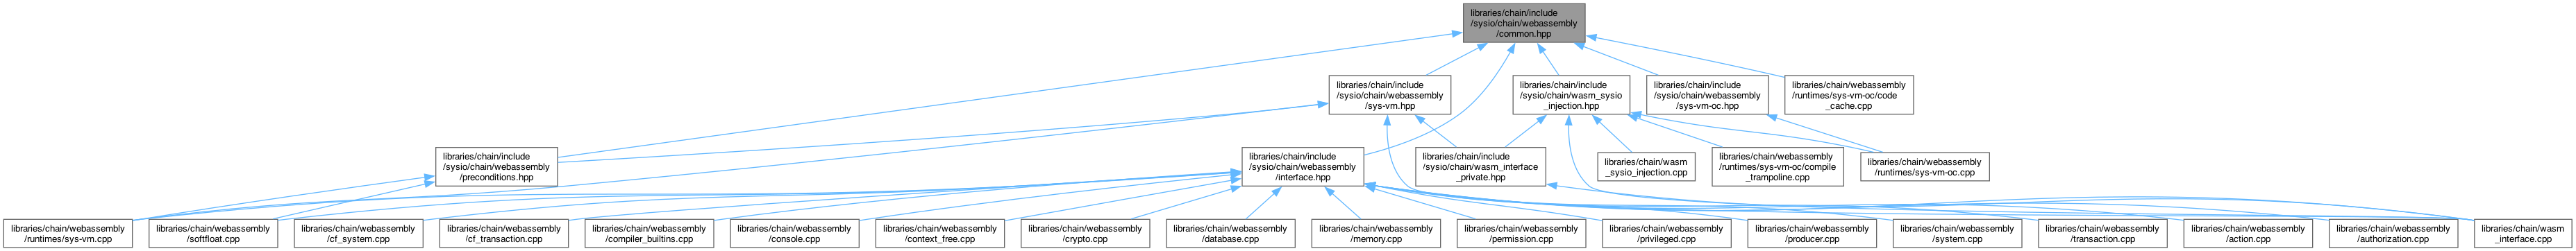 libraries/chain/include
/sysio/chain/webassembly
/common.hpp
libraries/chain/include
/sysio/chain/webassembly
/sys-vm.hpp
libraries/chain/include
/sysio/chain/wasm_sysio
_injection.hpp
libraries/chain/include
/sysio/chain/webassembly
/sys-vm-oc.hpp
libraries/chain/webassembly
/runtimes/sys-vm-oc/code
_cache.cpp
libraries/chain/include
/sysio/chain/webassembly
/preconditions.hpp
libraries/chain/include
/sysio/chain/webassembly
/interface.hpp
libraries/chain/include
/sysio/chain/wasm_interface
_private.hpp
libraries/chain/wasm
_sysio_injection.cpp
libraries/chain/webassembly
/runtimes/sys-vm-oc/compile
_trampoline.cpp
libraries/chain/webassembly
/runtimes/sys-vm-oc.cpp
libraries/chain/webassembly
/runtimes/sys-vm.cpp
libraries/chain/webassembly
/softfloat.cpp
libraries/chain/webassembly
/cf_system.cpp
libraries/chain/webassembly
/cf_transaction.cpp
libraries/chain/webassembly
/compiler_builtins.cpp
libraries/chain/webassembly
/console.cpp
libraries/chain/webassembly
/context_free.cpp
libraries/chain/webassembly
/crypto.cpp
libraries/chain/webassembly
/database.cpp
libraries/chain/webassembly
/memory.cpp
libraries/chain/webassembly
/permission.cpp
libraries/chain/webassembly
/privileged.cpp
libraries/chain/webassembly
/producer.cpp
libraries/chain/webassembly
/system.cpp
libraries/chain/webassembly
/transaction.cpp
libraries/chain/webassembly
/action.cpp
libraries/chain/webassembly
/authorization.cpp
libraries/chain/wasm
_interface.cpp